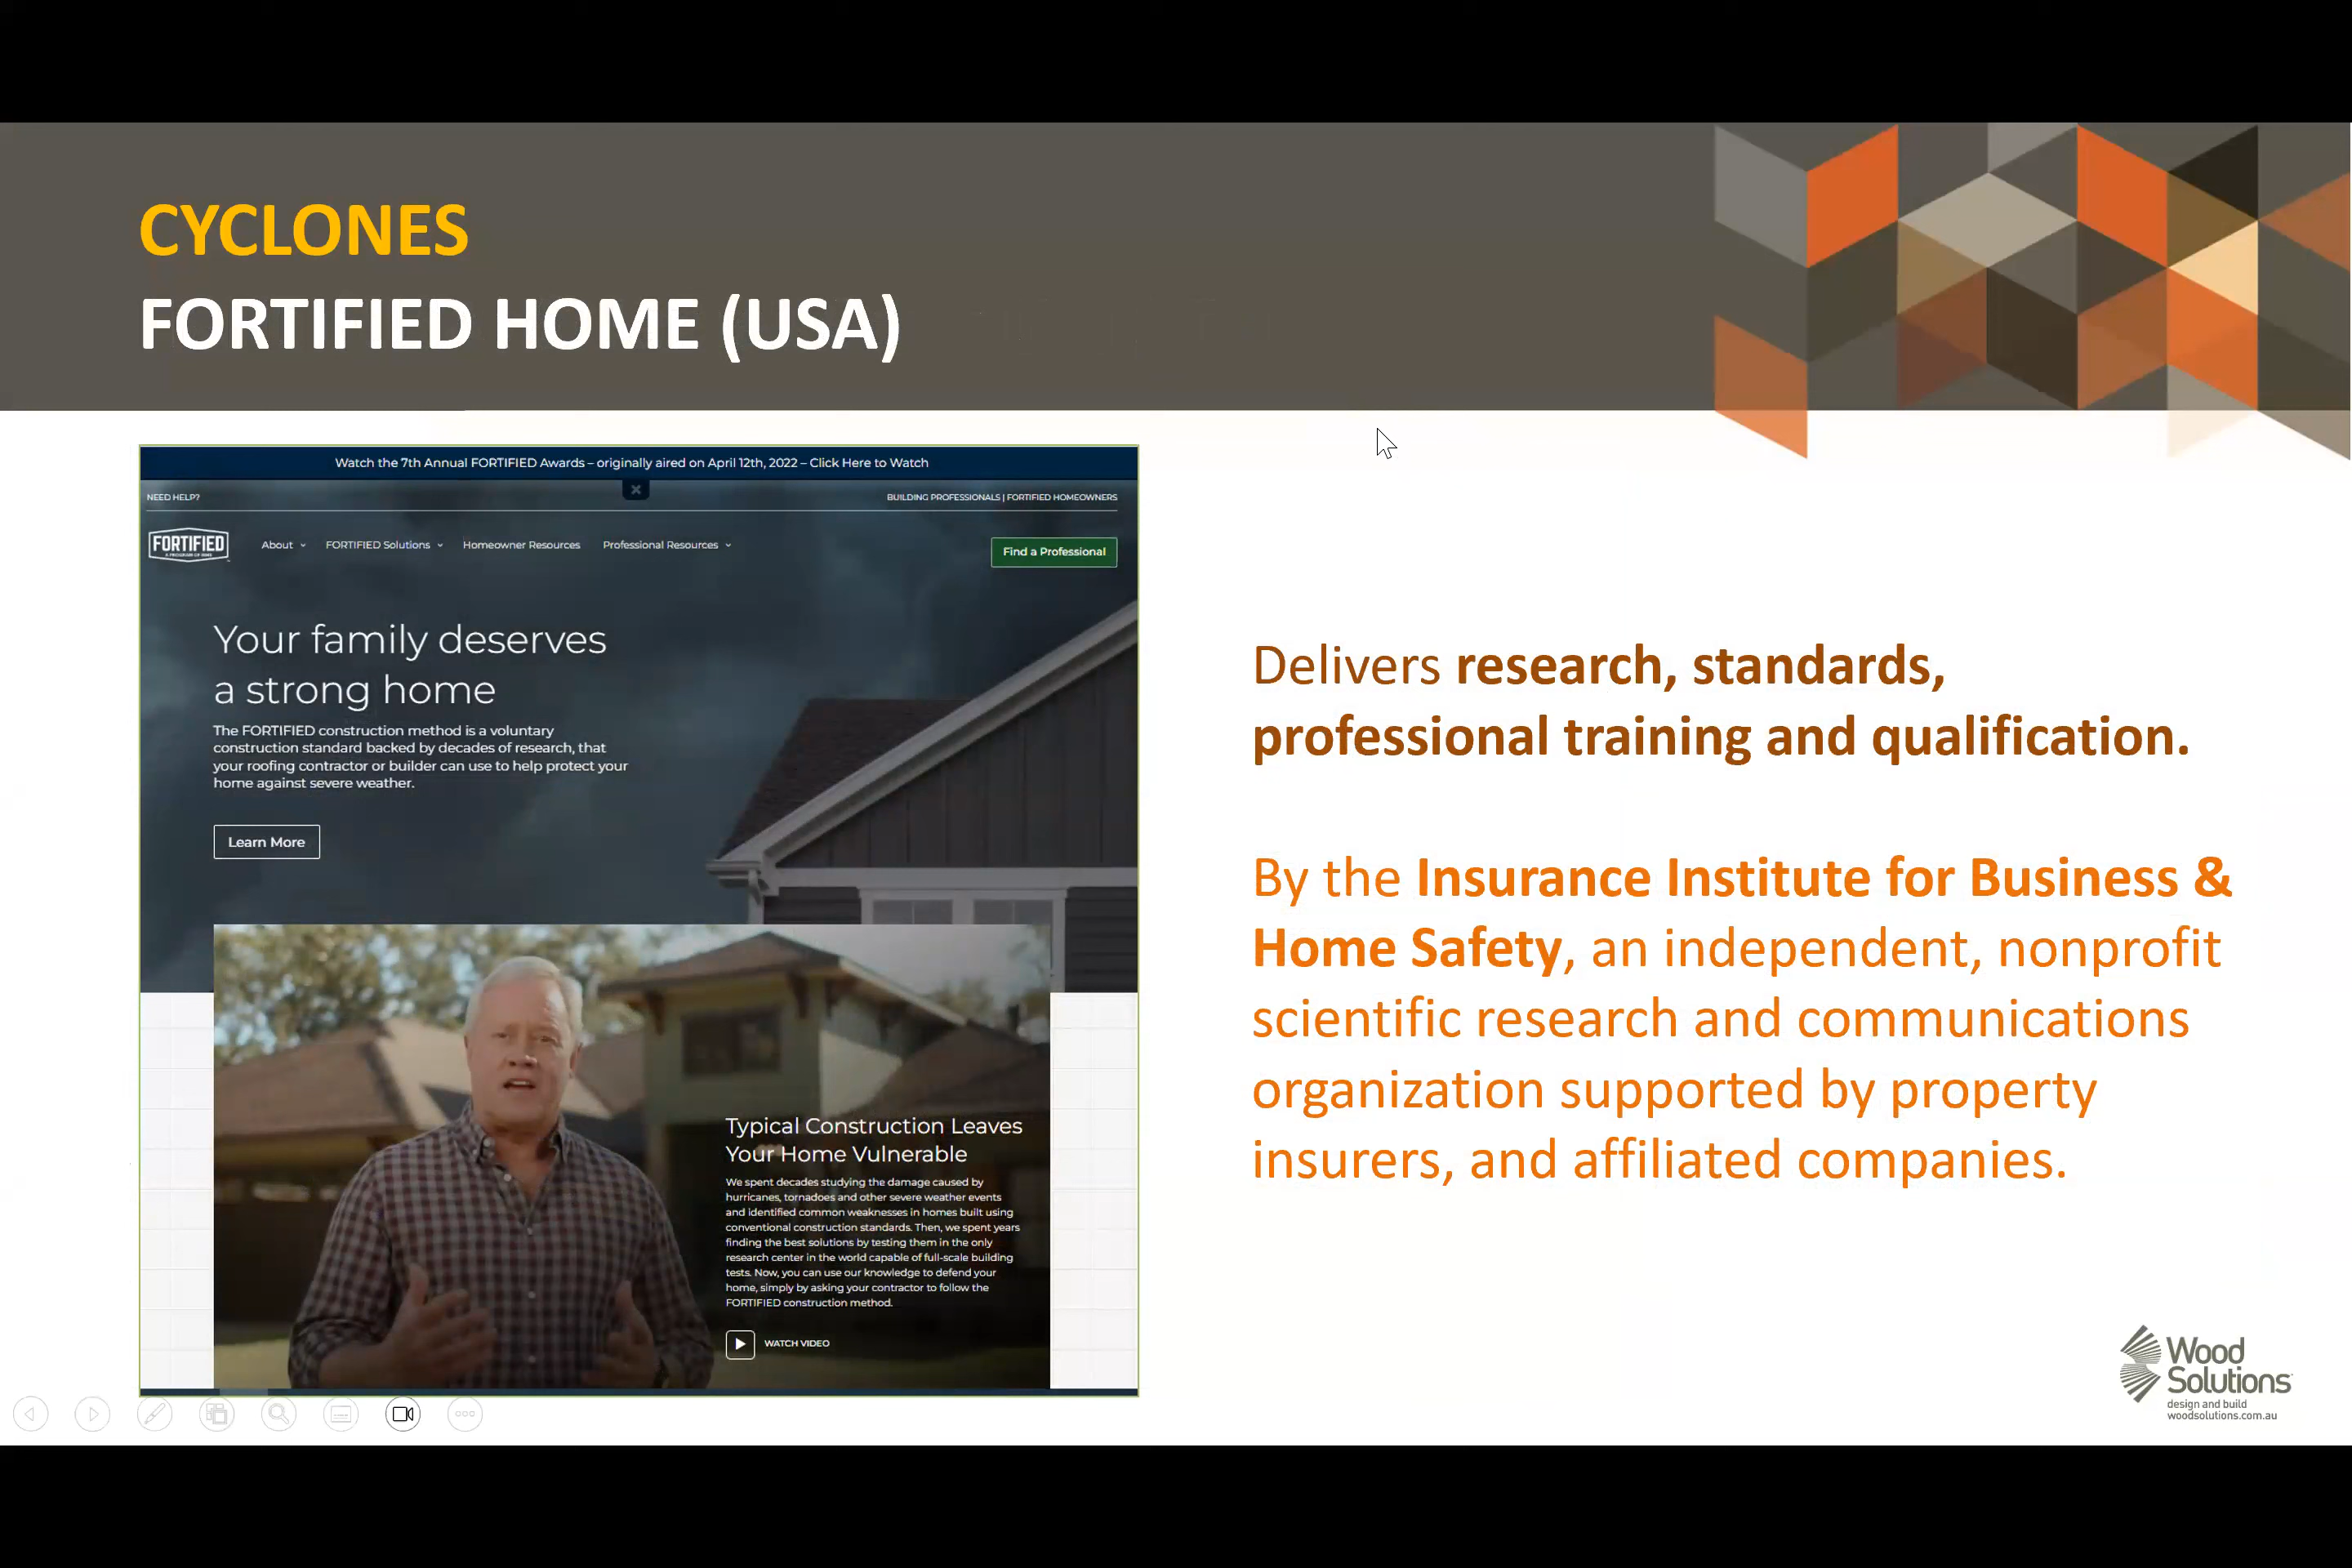 CYCLONES
FORTIFIED HOME (USA)
Watch the 7th Annual FORTIFIED Awards – originally aired on April 12th, 2022 – Click Here to Watch
NEED HELP?
BUILDING PROFESSIONALS | FORTIFIED HOMEOWNERS
FORTIFIED
About
FORTIFIED Solutions
Homeowner Resources
Professional Resources
Find a Professional
Your family deserves
a strong home
The FORTIFIED construction method is a voluntary
construction standard backed by decades of research, that
your roofing contractor or builder can use to help protect your
home against severe weather.
Learn More
Typical Construction Leaves
Your Home Vulnerable
We spent decades studying the damage caused by
hurricanes, tornadoes and other severe weather events
and identified common weaknesses in homes built using
conventional construction standards. Then, we spent years
finding the best solutions by testing them in the only
research center in the world capable of full-scale building
tests. Now, you can use our knowledge to defend your
home, simply by asking your contractor to follow the
FORTIFIED construction method.
WATCH VIDEO
Delivers research, standards,
professional training and qualification.
By the Insurance Institute for Business &
Home Safety, an independent, nonprofit
scientific research and communications
organization supported by property
insurers, and affiliated companies.
Wood
Solutions
design and build
woodsolutions.com.au